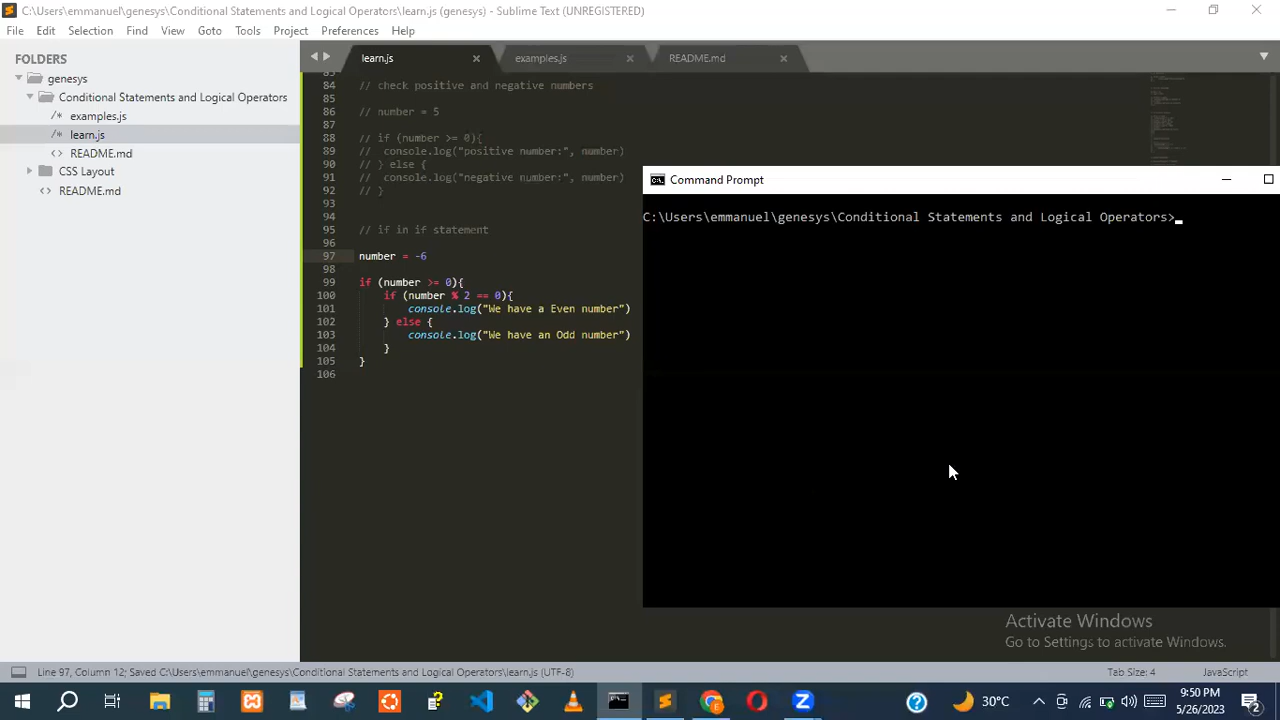 C:\Users\emmanuel\genesys\Conditional Statements and Logical Operators\learn.js (genesys) - Sublime Text (UNREGISTERED)
File Edit Selection Find View Goto Tools Project Preferences Help
FOLDERS
genesys
Conditional Statements and Logical Operators
/* examples.js
/* learn.js
<> README.md
CSS Layout
<> README.md
learn.js
examples.js
README.md
84 // check positive and negative numbers
85
86 // number = 5
87
88 // if (number >= 0){
89 // console.log("positive number:", number)
90 // } else {
91 // console.log("negative number:", number)
92 // }
93
94
95 // if in if statement
96
97 number = -6
98
99 if (number >= 0){
100 if (number % 2 == 0){
101 console.log("We have a Even number")
102 } else {
103 console.log("We have an Odd number")
104 }
105 }
106
Command Prompt
C:\Users\emmanuel\genesys\Conditional Statements and Logical Operators>
Activate Windows
Go to Settings to activate Windows.
Line 97, Column 12; Saved C:\Users\emmanuel\genesys\Conditional Statements and Logical Operators\learn.js (UTF-8)
Tab Size: 4
JavaScript
30°C
9:50 PM
5/26/2023
2